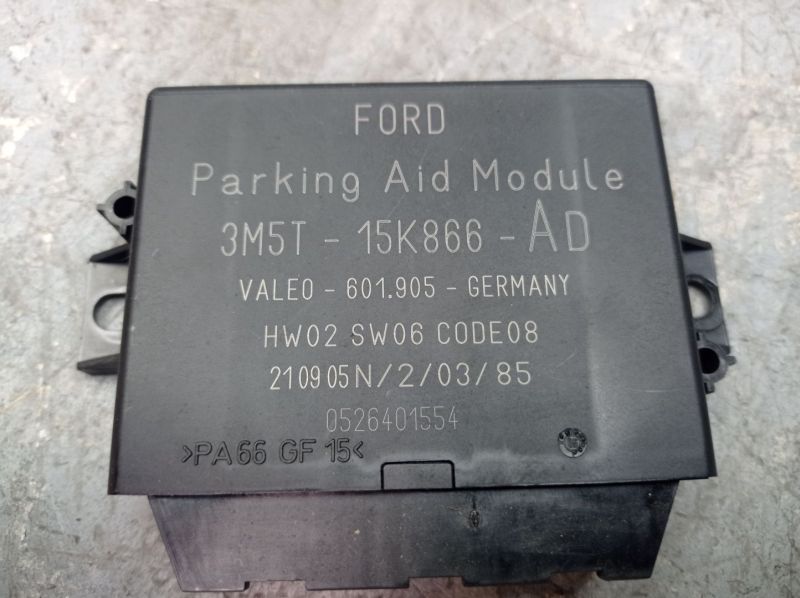 FORD
Parking Aid Module
3M5T - 15K866 - AD
VALEO - 601.905 - GERMANY
HW02 SW06 CODE08
210905N/2/03/85
0526401554
>PA66 GF 15<